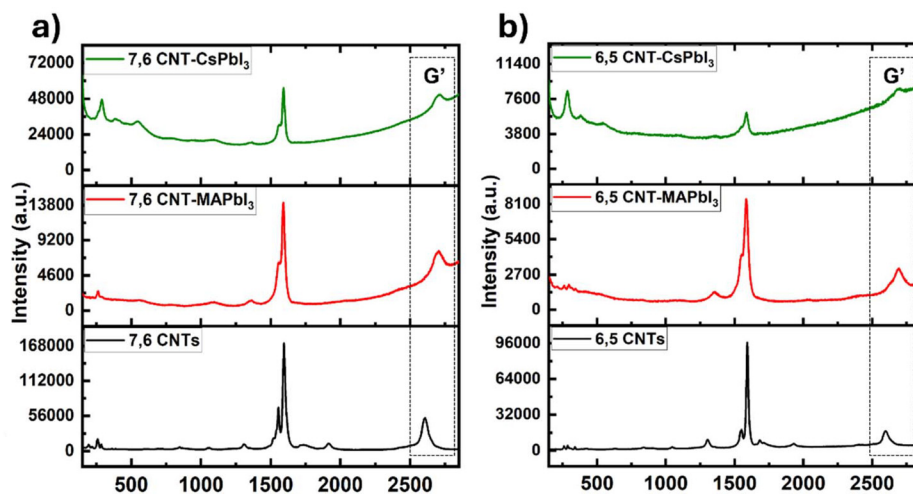 a)
7,6 CNT-CsPbI₃
G’
72000
48000
24000
0
7,6 CNT-MAPbI₃
13800
9200
4600
0
7,6 CNTs
168000
112000
56000
0
500 1000 1500 2000 2500
Intensity (a.u.)
b)
6,5 CNT-CsPbI₃
G’
11400
7600
3800
0
6,5 CNT-MAPbI₃
8100
5400
2700
0
6,5 CNTs
96000
64000
32000
0
500 1000 1500 2000 2500
Intensity (a.u.)